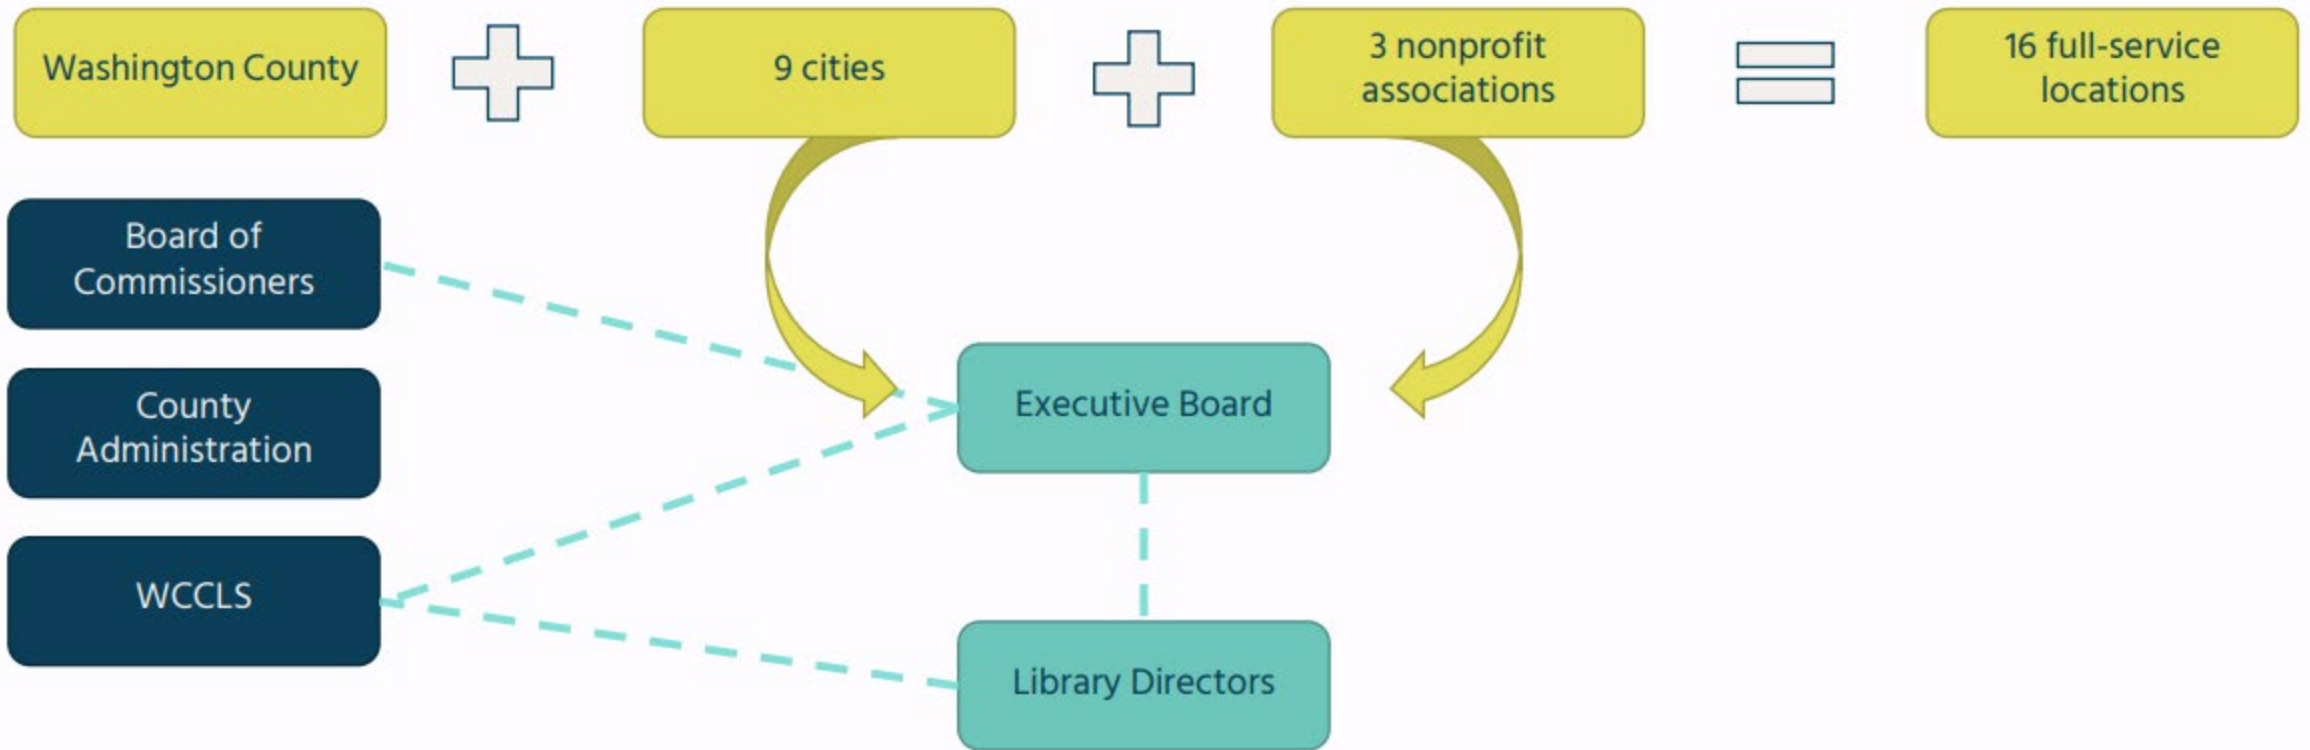 Washington County
9 cities
3 nonprofit
associations
16 full-service
locations
Board of
Commissioners
County
Administration
WCCLS
Executive Board
Library Directors